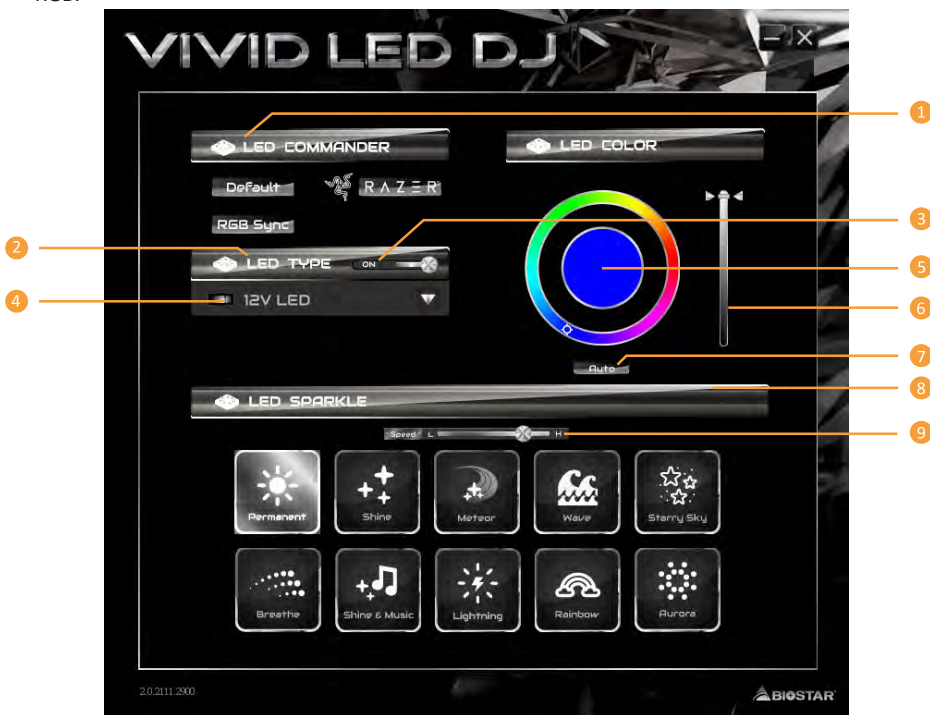 VIVID LED DJ
1
LED COMMANDER
LED COLOR
Default
RAZER
RGB Sync
3
2
LED TYPE
ON
5
4
12V LED
6
7
Auto
8
LED SPARKLE
Speed L H
9
Permanent
Shine
Meteor
Wave
Starry Sky
Breathe
Shine & Music
Lightning
Rainbow
Aurora
2.0.2111.2900
BIOSTAR